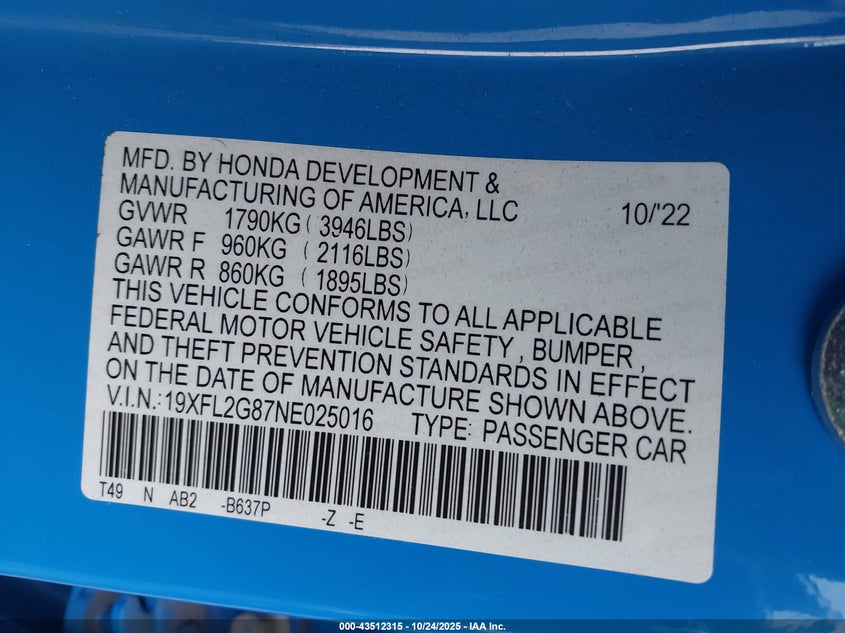 MFD. BY HONDA DEVELOPMENT &
MANUFACTURING OF AMERICA, LLC 10/'22
GVWR 1790KG ( 3946LBS)
GAWR F 960KG ( 2116LBS)
GAWR R 860KG ( 1895LBS)
THIS VEHICLE CONFORMS TO ALL APPLICABLE
FEDERAL MOTOR VEHICLE SAFETY , BUMPER ,
AND THEFT PREVENTION STANDARDS IN EFFECT
ON THE DATE OF MANUFACTURE SHOWN ABOVE.
V.I.N.:19XFL2G87NE025016 TYPE: PASSENGER CAR
T49 N AB2 -B637P -Z -E
000-43512315 - 10/24/2025 - IAA Inc.